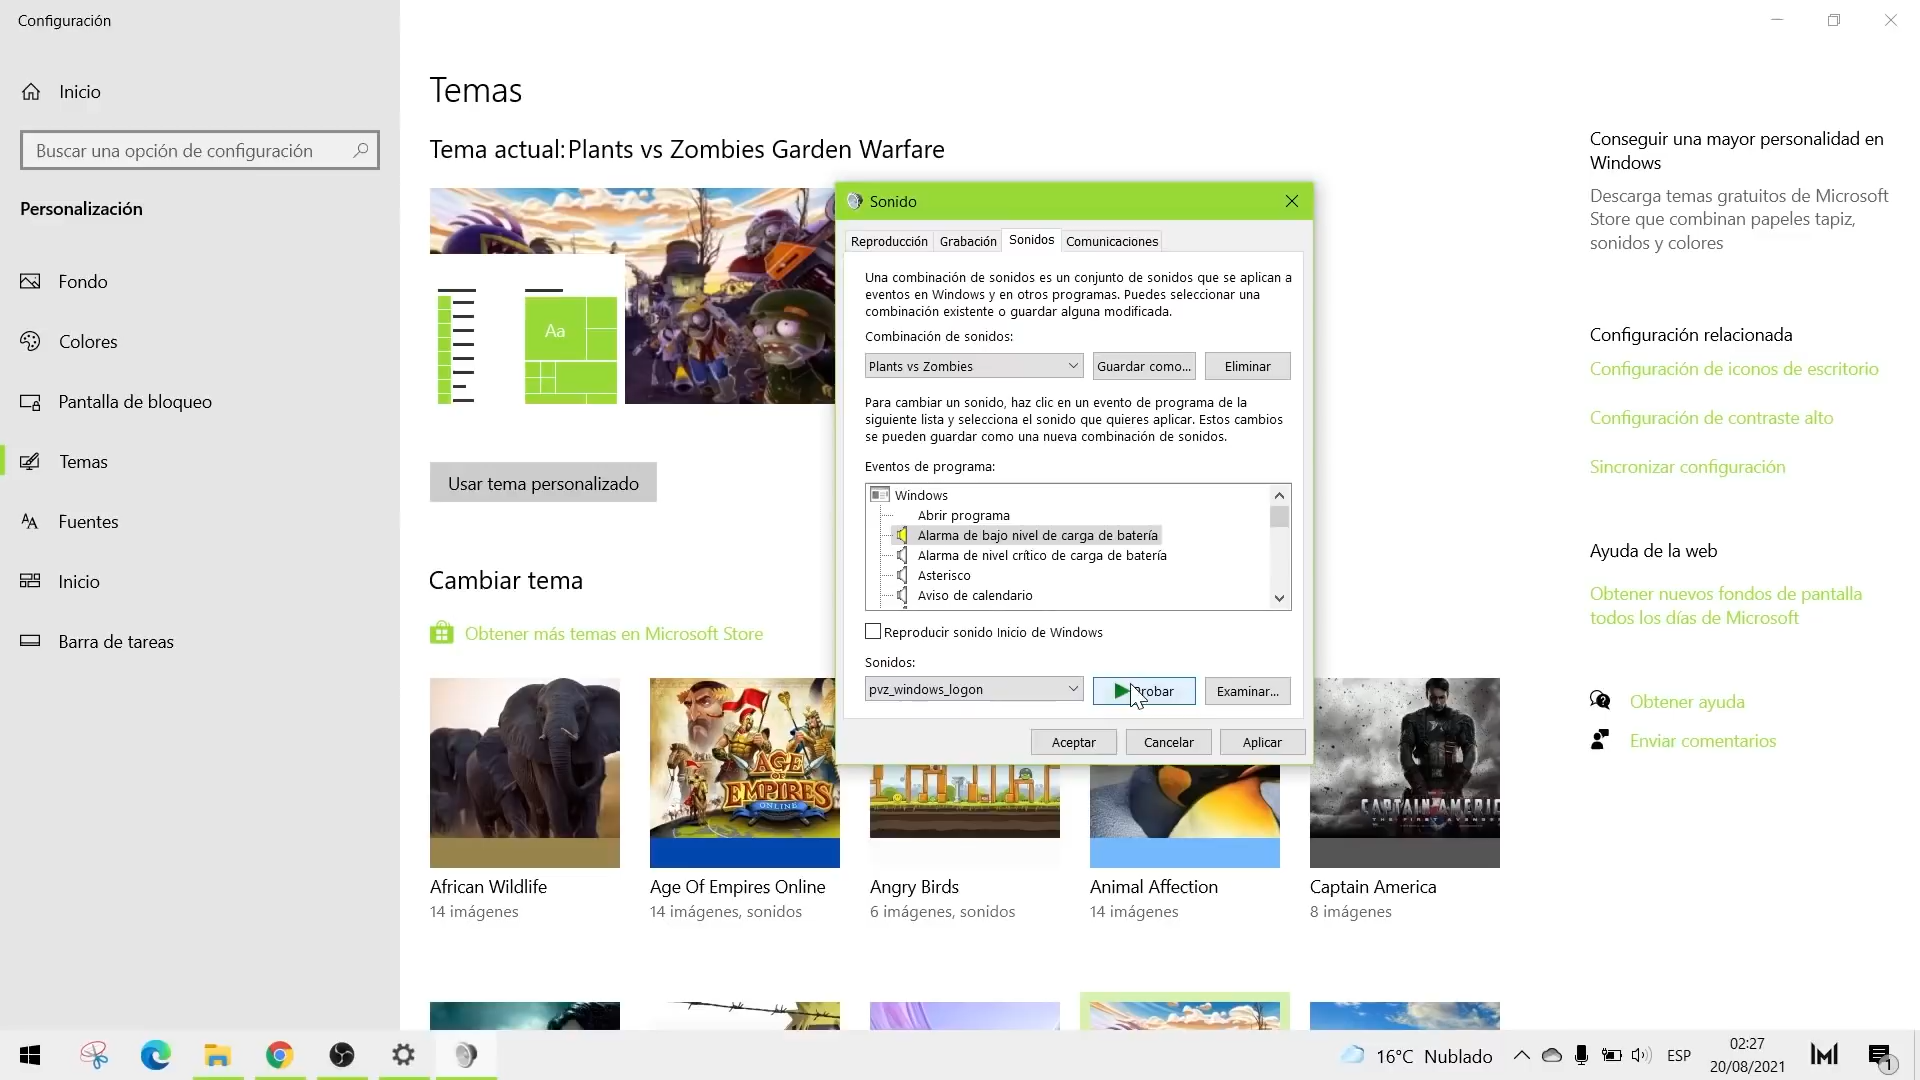 Configuración
Inicio
Buscar una opción de configuración
Personalización
Fondo
Colores
Pantalla de bloqueo
Temas
Fuentes
Inicio
Barra de tareas
Temas
Tema actual: Plants vs Zombies Garden Warfare
Aa
Usar tema personalizado
Cambiar tema
Obtener más temas en Microsoft Store
Sonido
Reproducción
Grabación
Sonidos
Comunicaciones
Una combinación de sonidos es un conjunto de sonidos que se aplican a
eventos en Windows y en otros programas. Puedes seleccionar una
combinación existente o guardar alguna modificada.
Combinación de sonidos:
Plants vs Zombies
Guardar como...
Eliminar
Para cambiar un sonido, haz clic en un evento de programa de la
siguiente lista y selecciona el sonido que quieres aplicar. Estos cambios
se pueden guardar como una nueva combinación de sonidos.
Eventos de programa:
Windows
Abrir programa
Alarma de bajo nivel de carga de batería
Alarma de nivel crítico de carga de batería
Asterisco
Aviso de calendario
Reproducir sonido Inicio de Windows
Sonidos:
pvz_windows_logon
robar
Examinar...
Aceptar
Cancelar
Aplicar
AGE OF
EMPIRES
ONLINE
CAPTAIN AMERIC
THE FIRST AVENGER
African Wildlife
14 imágenes
Age Of Empires Online
14 imágenes, sonidos
Angry Birds
6 imágenes, sonidos
Animal Affection
14 imágenes
Captain America
8 imágenes
Conseguir una mayor personalidad en
Windows
Descarga temas gratuitos de Microsoft
Store que combinan papeles tapiz,
sonidos y colores
Configuración relacionada
Configuración de iconos de escritorio
Configuración de contraste alto
Sincronizar configuración
Ayuda de la web
Obtener nuevos fondos de pantalla
todos los días de Microsoft
Obtener ayuda
Enviar comentarios
16°C Nublado
ESP
02:27
20/08/2021
1